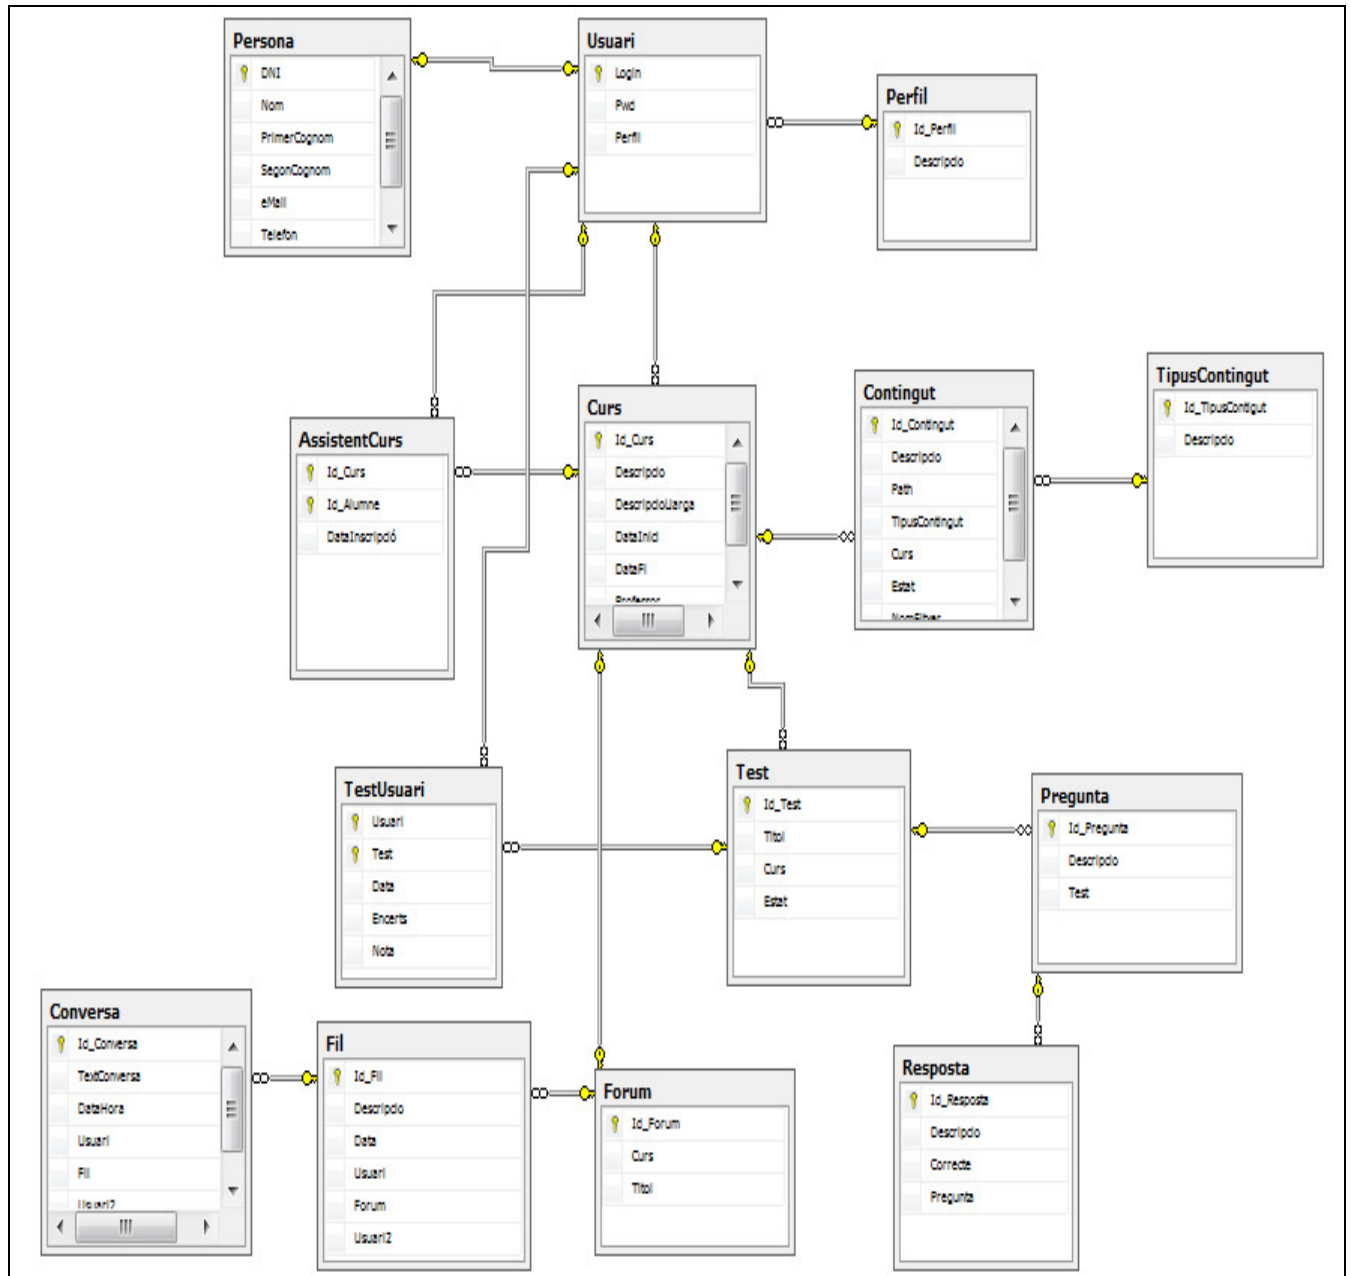 Persona
DNI
Nom
PrimerCognom
SegonCognom
eMail
Telefon
Usuari
Login
Pwd
Perfil
Perfil
Id_Perfil
Descripcio
AssistentCurs
Id_Curs
Id_Alumne
DataInscripció
Curs
Id_Curs
Descripcio
DescripcioLlarga
DataInici
DataFi
Professor
Contingut
Id_Contingut
Descripcio
Path
TipusContingut
Curs
Estat
NomFitxer
TipusContingut
Id_TipusContigut
Descripcio
TestUsuari
Usuari
Test
Data
Encerts
Nota
Test
Id_Test
Titol
Curs
Estat
Pregunta
Id_Pregunta
Descripcio
Test
Conversa
Id_Conversa
TextConversa
DataHora
Usuari
Fil
Usuari2
Fil
Id_Fil
Descripcio
Data
Usuari
Forum
Usuari2
Forum
Id_Forum
Curs
Titol
Resposta
Id_Resposta
Descripcio
Correcte
Pregunta